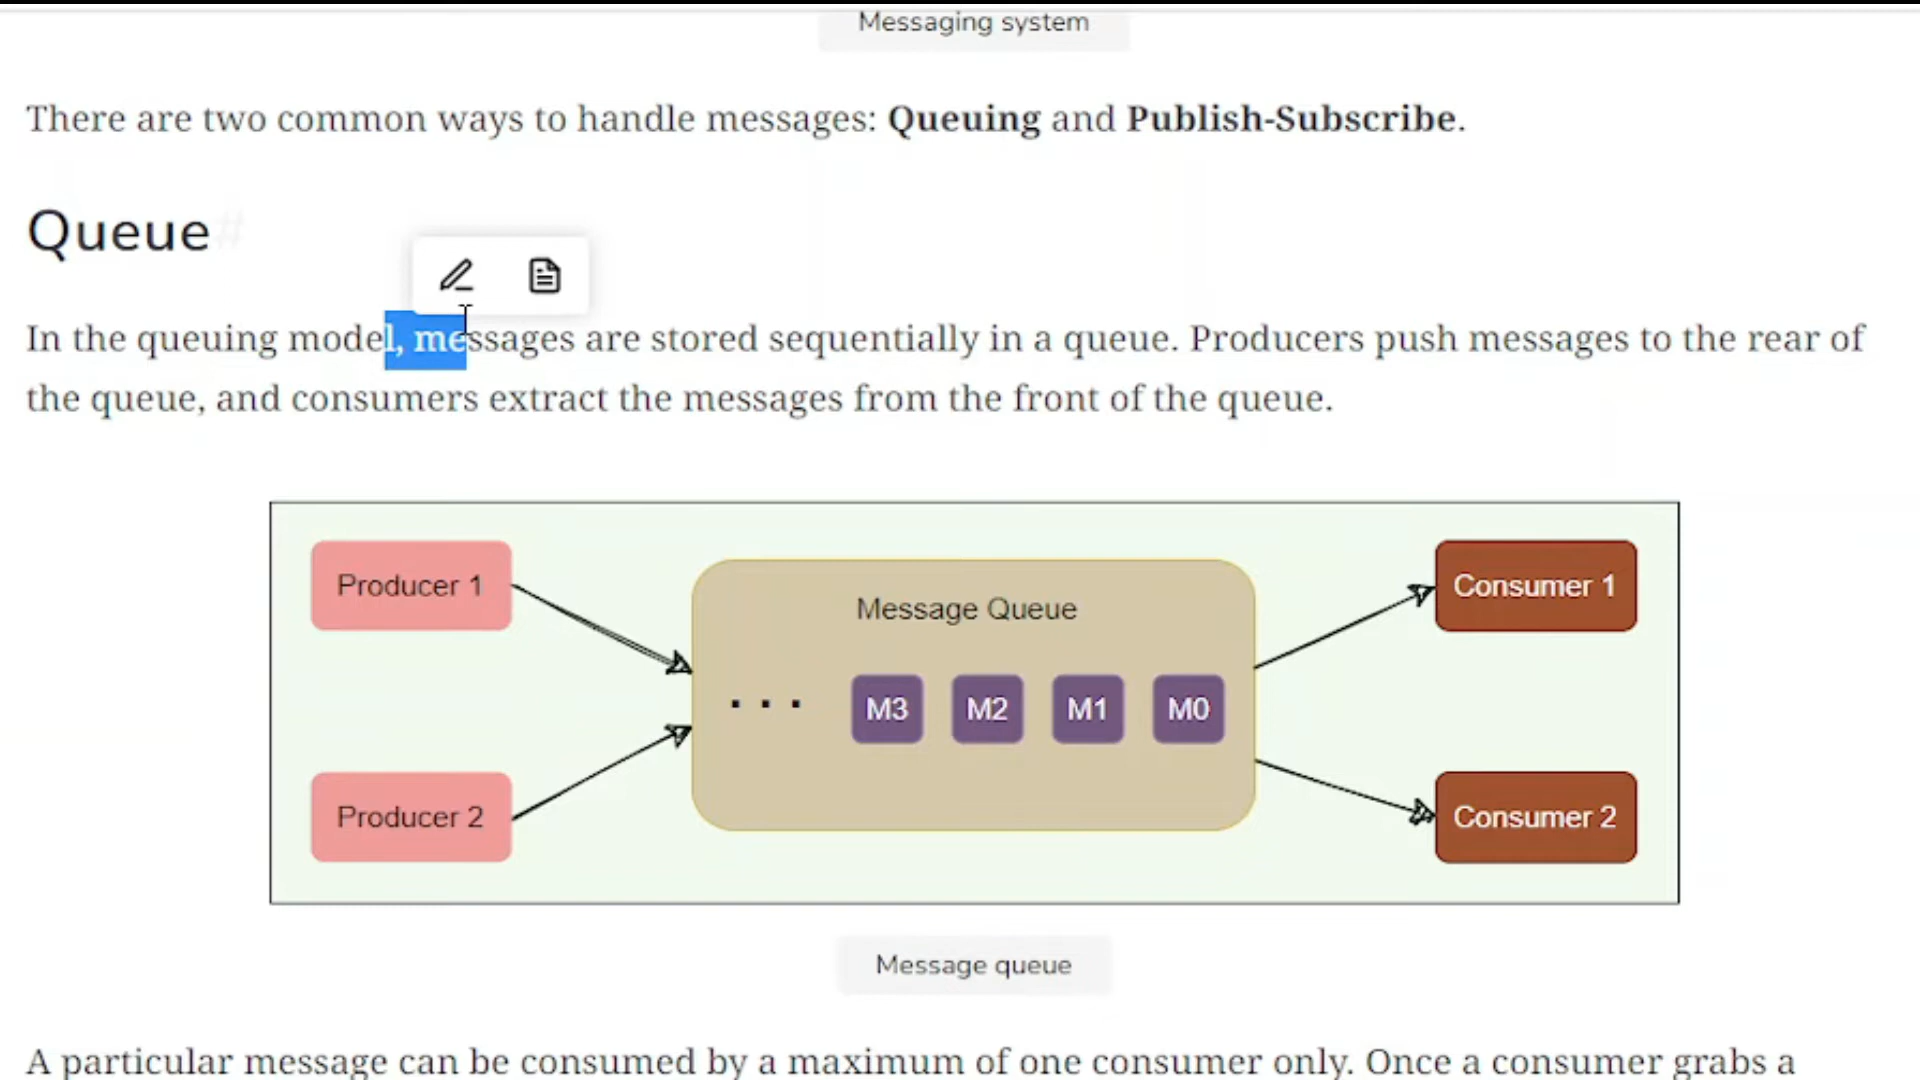 Messaging system
There are two common ways to handle messages: Queuing and Publish-Subscribe.
Queue#
In the queuing model, messages are stored sequentially in a queue. Producers push messages to the rear of
the queue, and consumers extract the messages from the front of the queue.
Producer 1
Consumer 1
Message Queue
. . . M3 M2 M1 M0
Producer 2
Consumer 2
Message queue
A particular message can be consumed by a maximum of one consumer only. Once a consumer grabs a